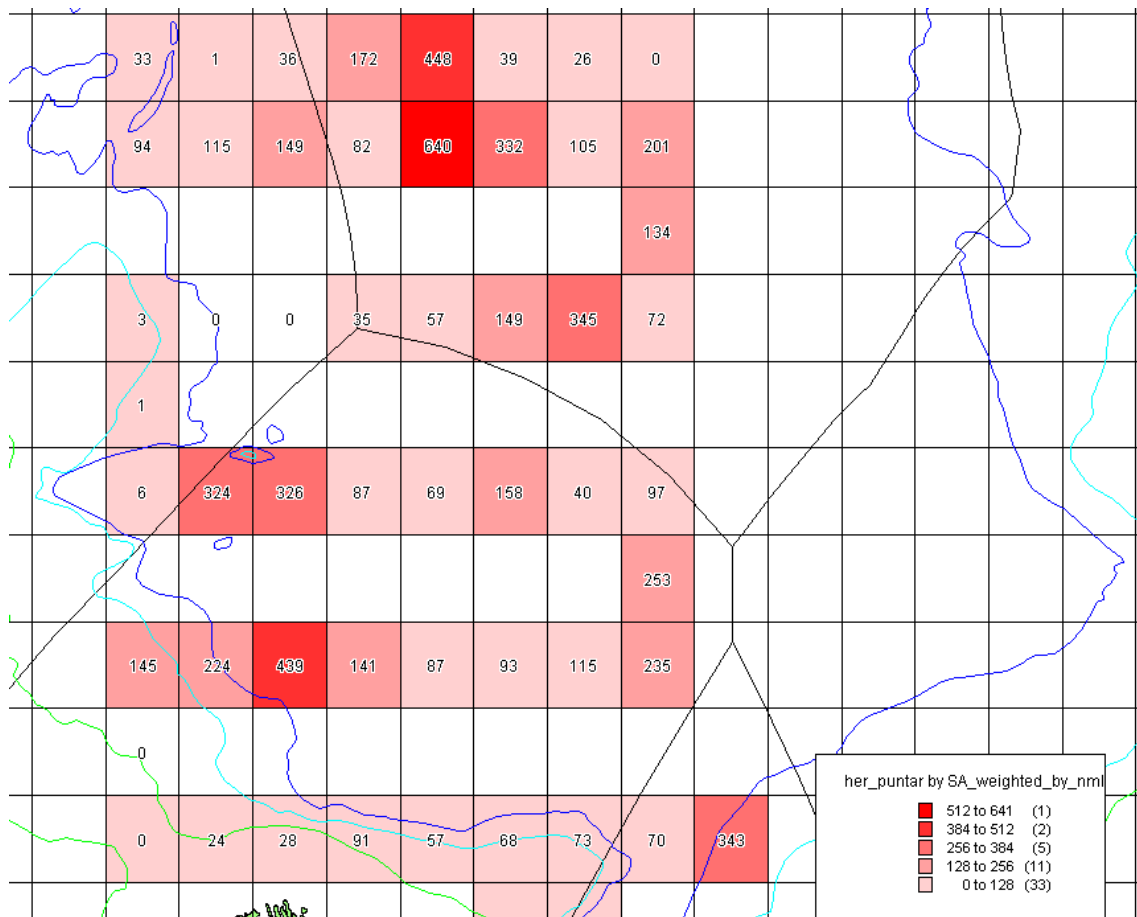 33 1 36 172 448 39 26 0
94 115 149 82 640 332 105 201
134
3 0 0 35 57 149 345 72
1
6 324 326 87 69 158 40 97
253
145 224 439 141 87 93 115 235
0
0 24 28 91 57 68 73 70 343
her_puntar by SA_weighted_by_nml
512 to 641 (1)
384 to 512 (2)
256 to 384 (5)
128 to 256 (11)
0 to 128 (33)